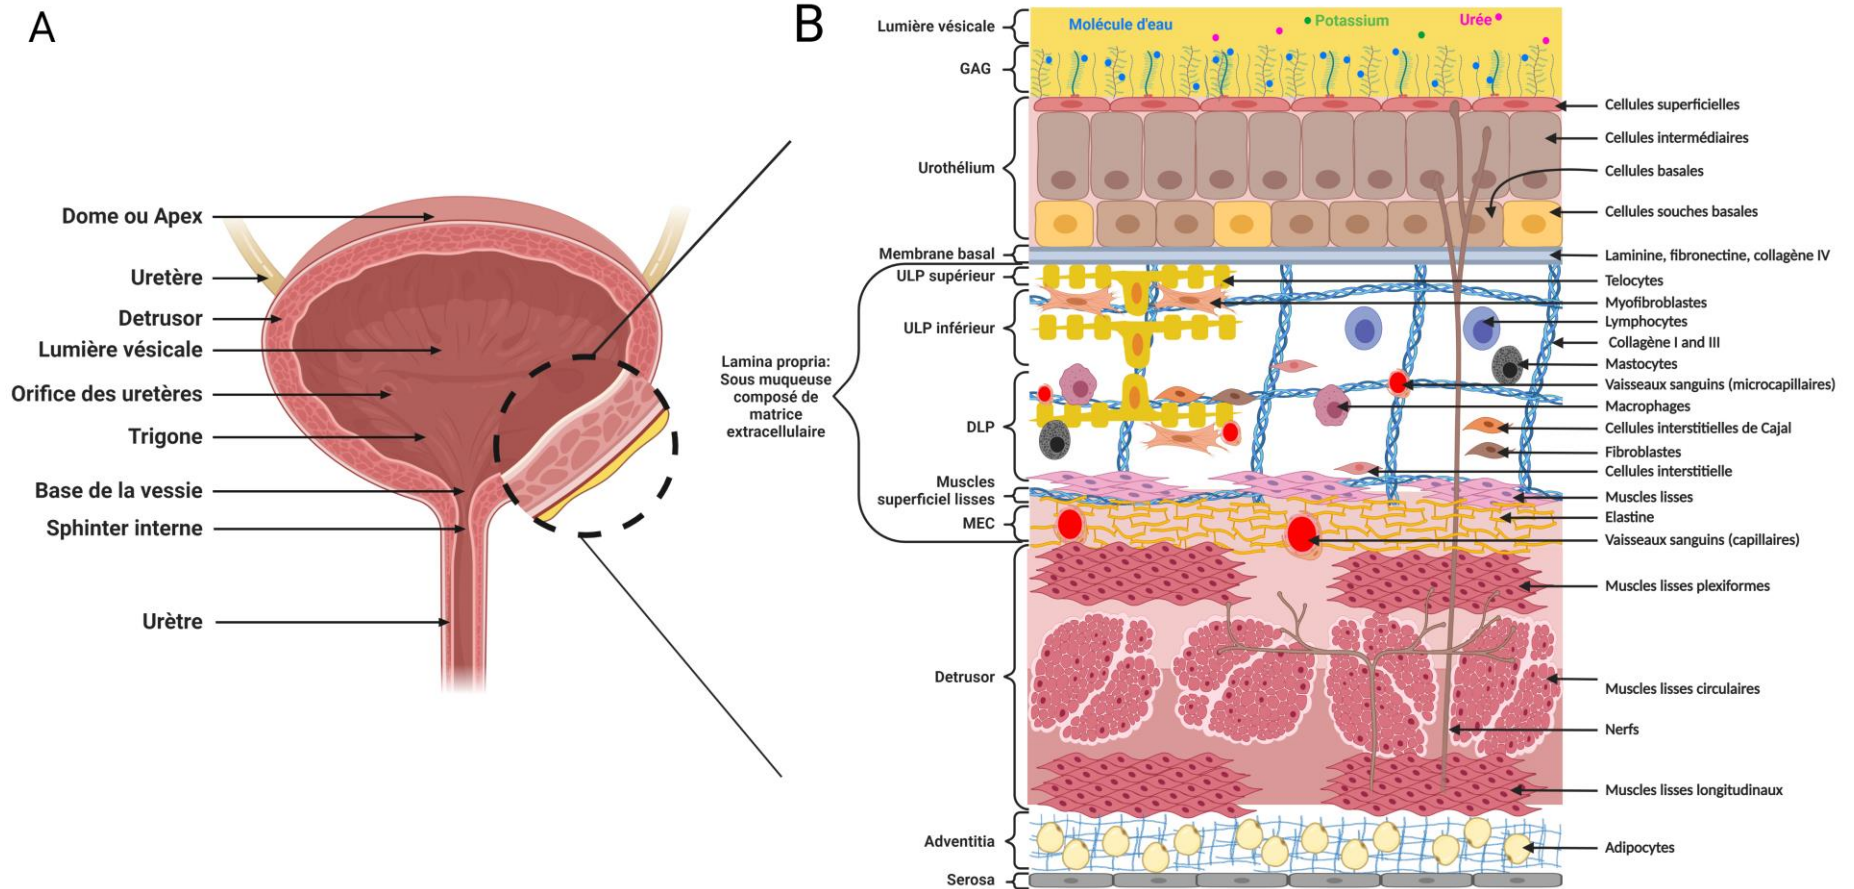 A
Dome ou Apex
Uretère
Detrusor
Lumière vésicale
Orifice des uretères
Trigone
Base de la vessie
Sphinter interne
Urètre
B
Lumière vésicale
GAG
Urothélium
Membrane basal
ULP supérieur
ULP inférieur
Lamina propria:
Sous muqueuse
composé de
matrice
extracellulaire
DLP
Muscles
superficiel lisses
MEC
Detrusor
Adventitia
Serosa
Molécule d'eau
Potassium
Urée
Cellules superficielles
Cellules intermédiaires
Cellules basales
Cellules souches basales
Laminine, fibronectine, collagène IV
Telocytes
Myofibroblastes
Lymphocytes
Collagène I and III
Mastocytes
Vaisseaux sanguins (microcapillaires)
Macrophages
Cellules interstitielles de Cajal
Fibroblastes
Cellules interstitielle
Muscles lisses
Elastine
Vaisseaux sanguins (capillaires)
Muscles lisses plexiformes
Muscles lisses circulaires
Nerfs
Muscles lisses longitudinaux
Adipocytes